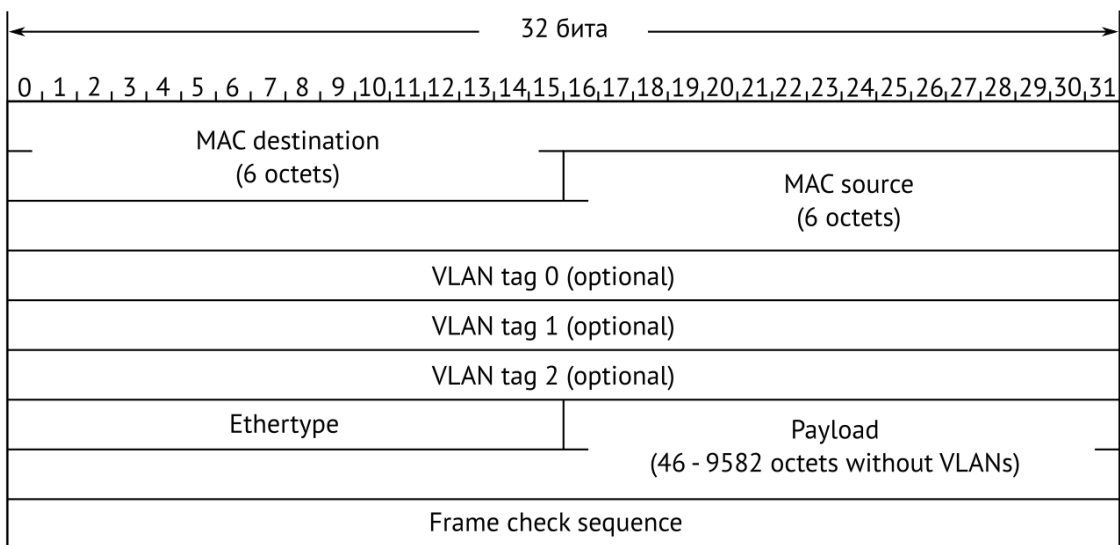 32 бита
0 1 2 3 4 5 6 7 8 9 10 11 12 13 14 15 16 17 18 19 20 21 22 23 24 25 26 27 28 29 30 31
MAC destination
(6 octets)
MAC source
(6 octets)
VLAN tag 0 (optional)
VLAN tag 1 (optional)
VLAN tag 2 (optional)
Ethertype
Payload
(46 - 9582 octets without VLANs)
Frame check sequence